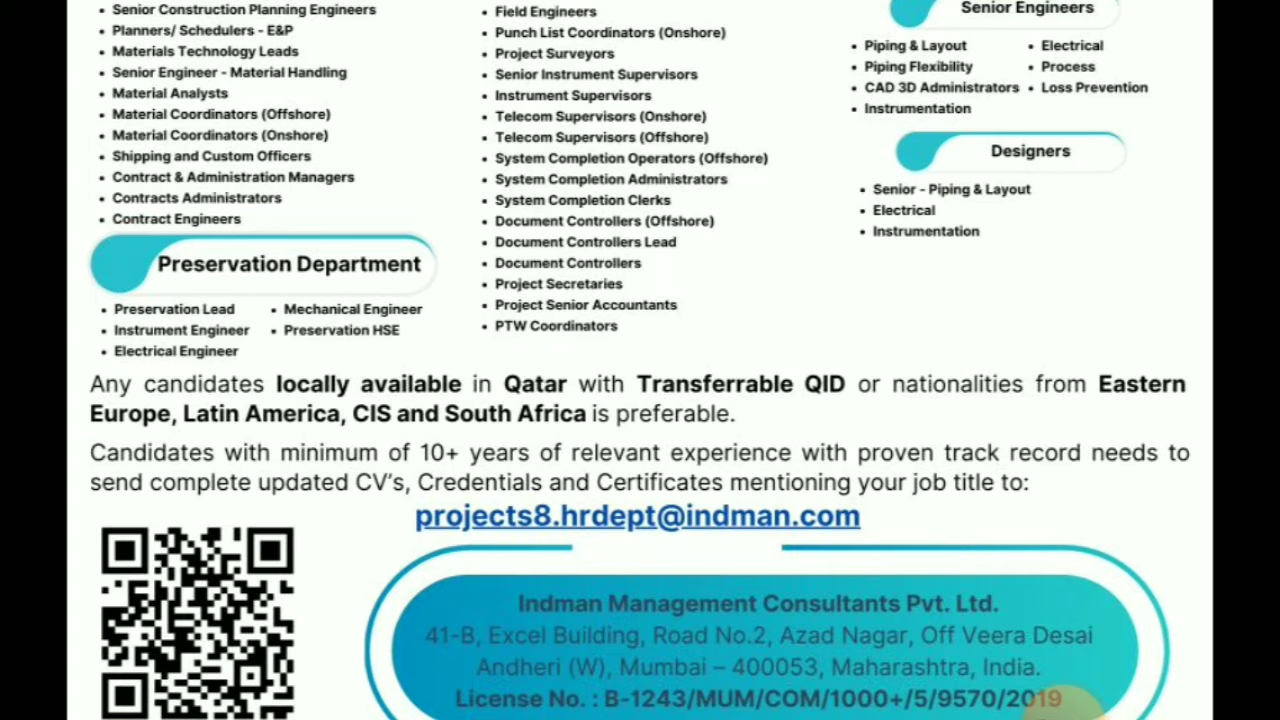 Senior Construction Planning Engineers
Planners/ Schedulers - E&P
Materials Technology Leads
Senior Engineer - Material Handling
Material Analysts
Material Coordinators (Offshore)
Material Coordinators (Onshore)
Shipping and Custom Officers
Contract & Administration Managers
Contracts Administrators
Contract Engineers
Preservation Department
Preservation Lead
Instrument Engineer
Electrical Engineer
Mechanical Engineer
Preservation HSE
Field Engineers
Punch List Coordinators (Onshore)
Project Surveyors
Senior Instrument Supervisors
Instrument Supervisors
Telecom Supervisors (Onshore)
Telecom Supervisors (Offshore)
System Completion Operators (Offshore)
System Completion Administrators
System Completion Clerks
Document Controllers (Offshore)
Document Controllers Lead
Document Controllers
Project Secretaries
Project Senior Accountants
PTW Coordinators
Senior Engineers
Piping & Layout
Piping Flexibility
CAD 3D Administrators
Instrumentation
Electrical
Process
Loss Prevention
Designers
Senior - Piping & Layout
Electrical
Instrumentation
Any candidates locally available in Qatar with Transferrable QID or nationalities from Eastern
Europe, Latin America, CIS and South Africa is preferable.
Candidates with minimum of 10+ years of relevant experience with proven track record needs to
send complete updated CV's, Credentials and Certificates mentioning your job title to:
projects8.hrdept@indman.com
Indman Management Consultants Pvt. Ltd.
41-B, Excel Building, Road No.2, Azad Nagar, Off Veera Desai
Andheri (W), Mumbai – 400053, Maharashtra, India.
License No. : B-1243/MUM/COM/1000+/5/9570/2019